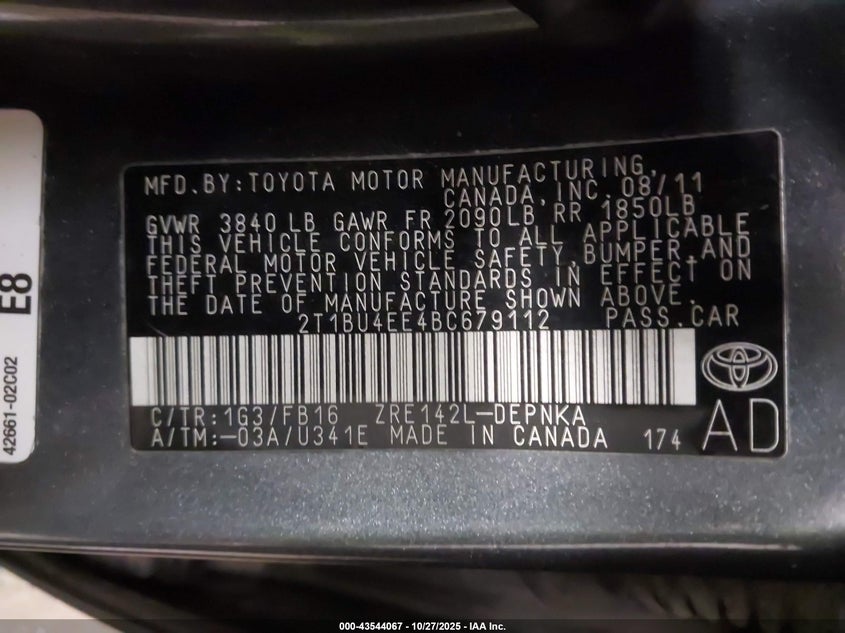 MFD.BY:TOYOTA MOTOR MANUFACTURING,
CANADA,INC. 08/11
GVWR 3840 LB GAWR FR 2090LB RR 1850LB
THIS VEHICLE CONFORMS TO ALL APPLICABLE
FEDERAL MOTOR VEHICLE SAFETY,BUMPER,AND
THEFT PREVENTION STANDARDS IN EFFECT ON
THE DATE OF MANUFACTURE SHOWN ABOVE.
2T1BU4EE4BC679112 PASS.CAR
C/TR:1G3/FB16 ZRE142L-DEPNKA
A/TM:-03A/U341E MADE IN CANADA 174
AD
E8
42661-02C02
000-43544067 | 10/27/2025 - IAA Inc.